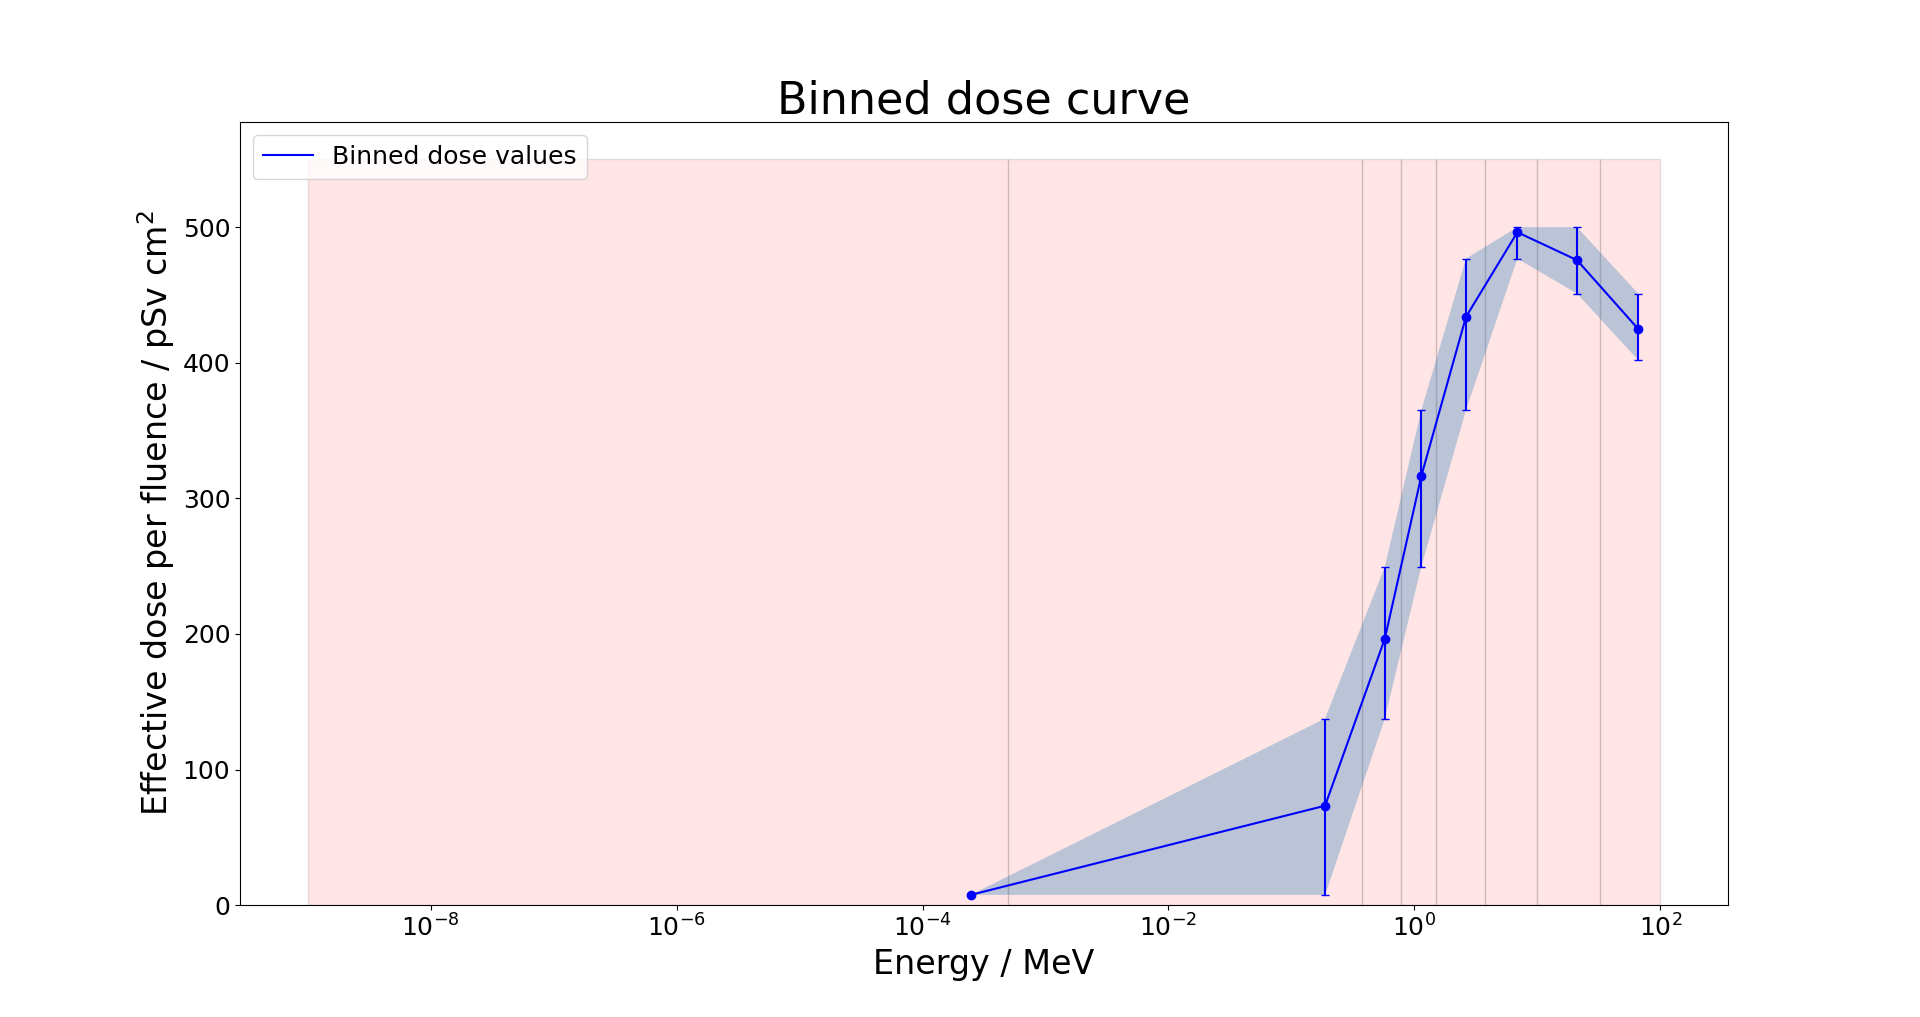 Binned dose curve
Binned dose values
Effective dose per fluence / pSv cm²
500
400
300
200
100
0
10⁻⁸ 10⁻⁶ 10⁻⁴ 10⁻² 10⁰ 10²
Energy / MeV